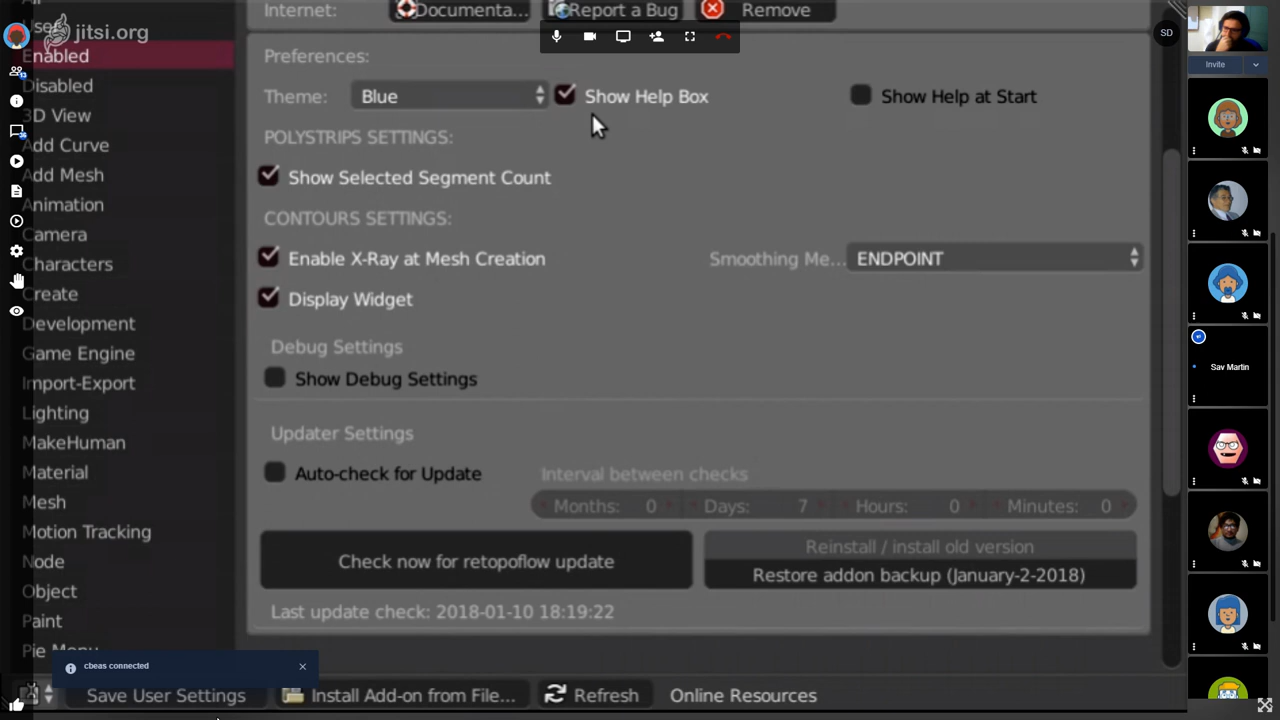 Internet: Documenta... Report a Bug Remove
jitsi.org
SD
Invite
Enabled
Disabled
3D View
Add Curve
Add Mesh
Animation
Camera
Characters
Create
Development
Game Engine
Import-Export
Lighting
MakeHuman
Material
Mesh
Motion Tracking
Node
Object
Paint
Pie Menu
Preferences:
Theme: Blue Show Help Box Show Help at Start
POLYSTRIPS SETTINGS:
Show Selected Segment Count
CONTOURS SETTINGS:
Enable X-Ray at Mesh Creation Smoothing Me... ENDPOINT
Display Widget
Debug Settings
Show Debug Settings
Updater Settings
Auto-check for Update Interval between checks
Months: 0 Days: 7 Hours: 0 Minutes: 0
Check now for retopoflow update
Reinstall / install old version
Restore addon backup (January-2-2018)
Last update check: 2018-01-10 18:19:22
Sav Martin
cbeas connected
Save User Settings Install Add-on from File... Refresh Online Resources